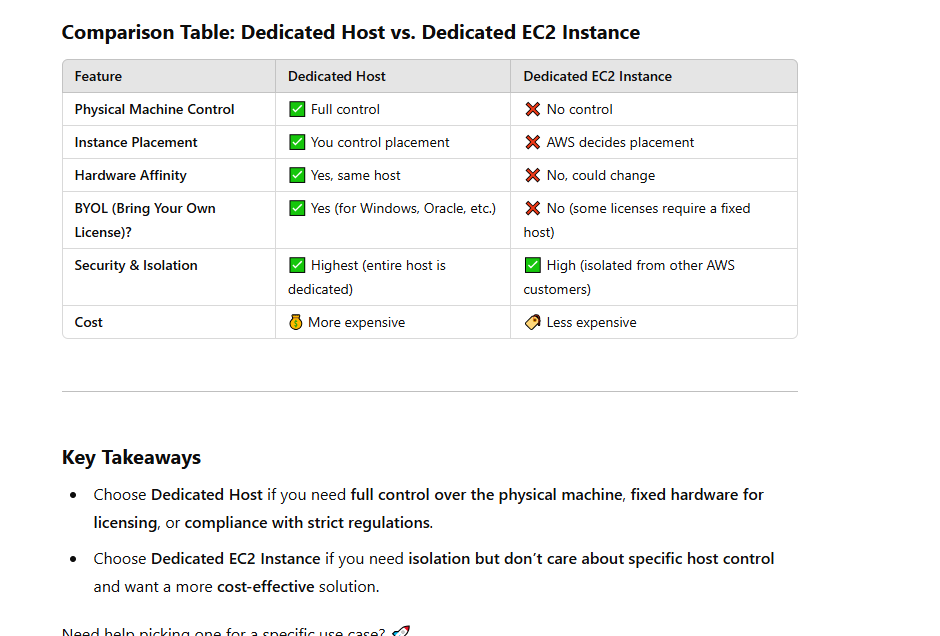 Comparison Table: Dedicated Host vs. Dedicated EC2 Instance
Feature Dedicated Host Dedicated EC2 Instance
Physical Machine Control ✅ Full control ❌ No control
Instance Placement ✅ You control placement ❌ AWS decides placement
Hardware Affinity ✅ Yes, same host ❌ No, could change
BYOL (Bring Your Own ✅ Yes (for Windows, Oracle, etc.) ❌ No (some licenses require a fixed
License)? host)
Security & Isolation ✅ Highest (entire host is ✅ High (isolated from other AWS
dedicated) customers)
Cost 💰 More expensive 🏷️ Less expensive
Key Takeaways
• Choose Dedicated Host if you need full control over the physical machine, fixed hardware for
licensing, or compliance with strict regulations.
• Choose Dedicated EC2 Instance if you need isolation but don’t care about specific host control
and want a more cost-effective solution.
Need help picking one for a specific use case? 🚀